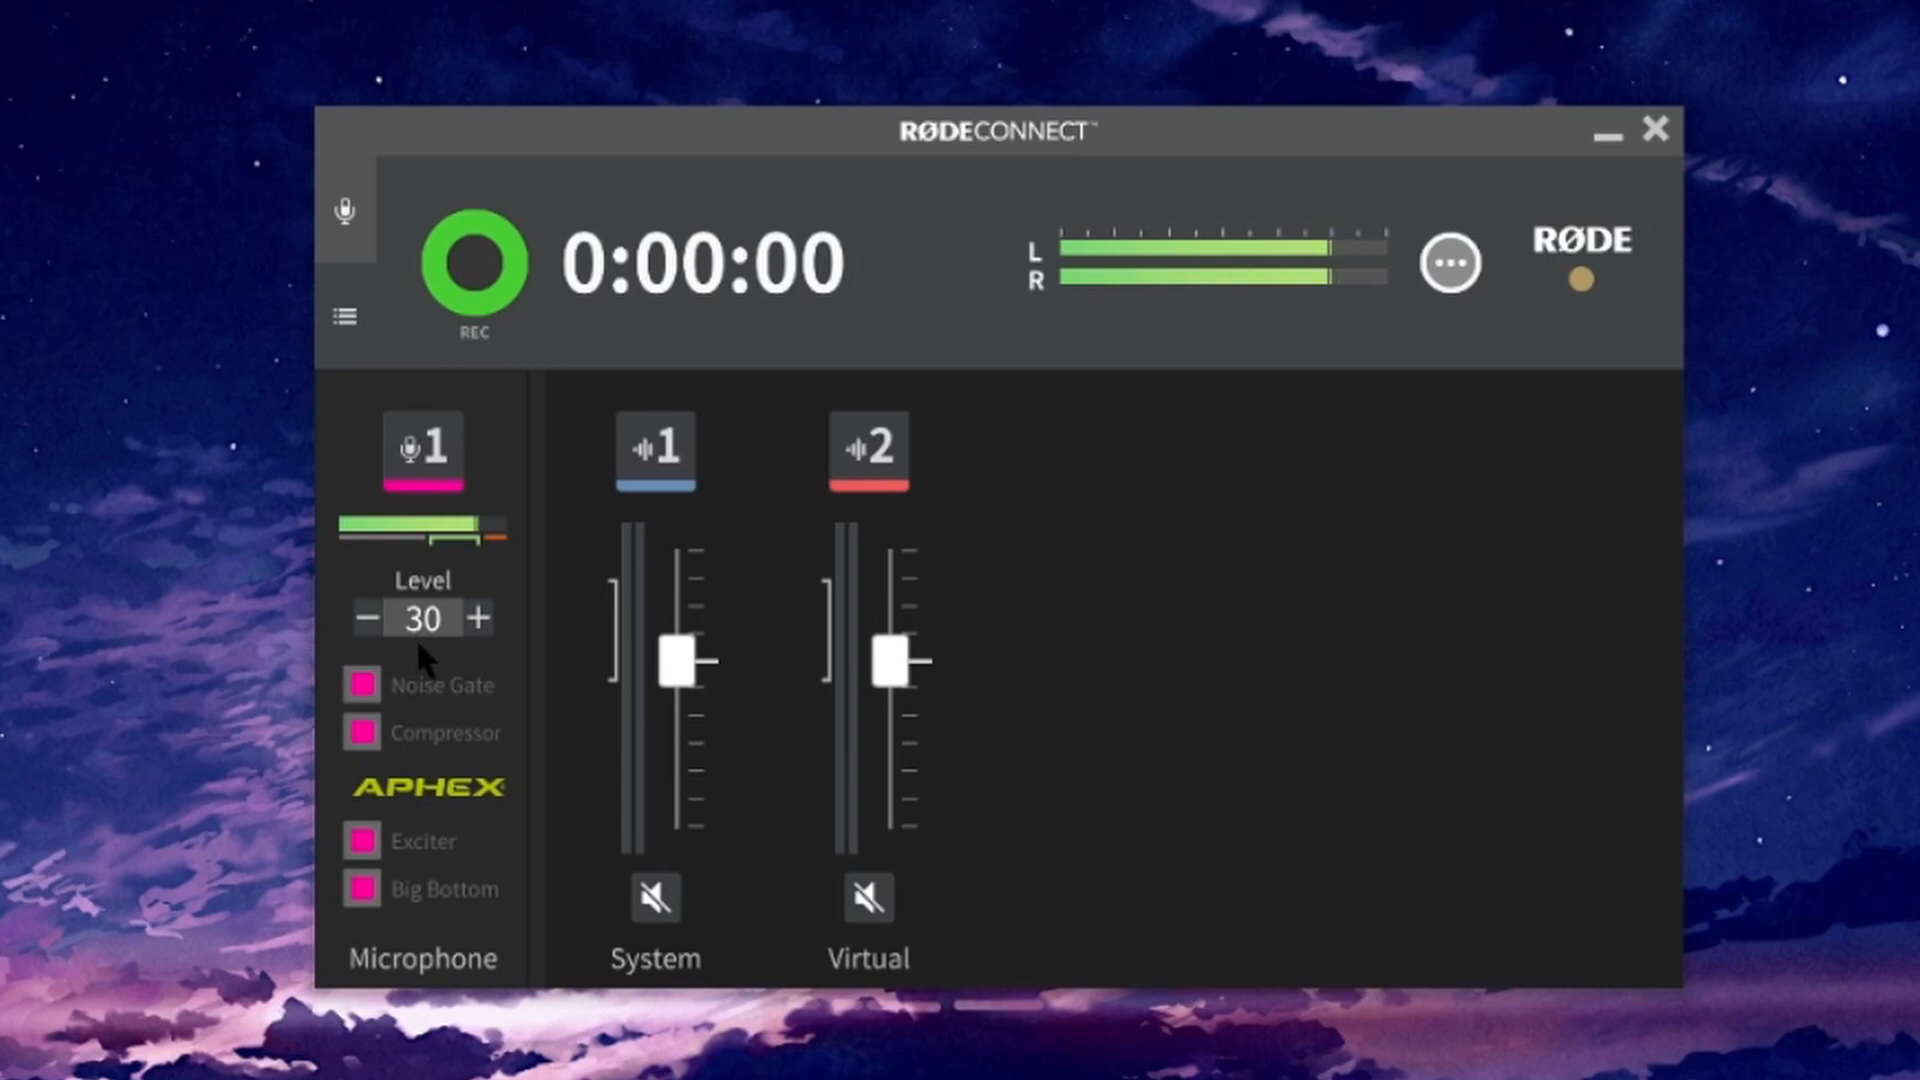 RØDECONNECT™
0:00:00
REC
L
R
RØDE
1
1
2
Level
− 30 +
Noise Gate
Compressor
APHEX
Exciter
Big Bottom
Microphone
System
Virtual